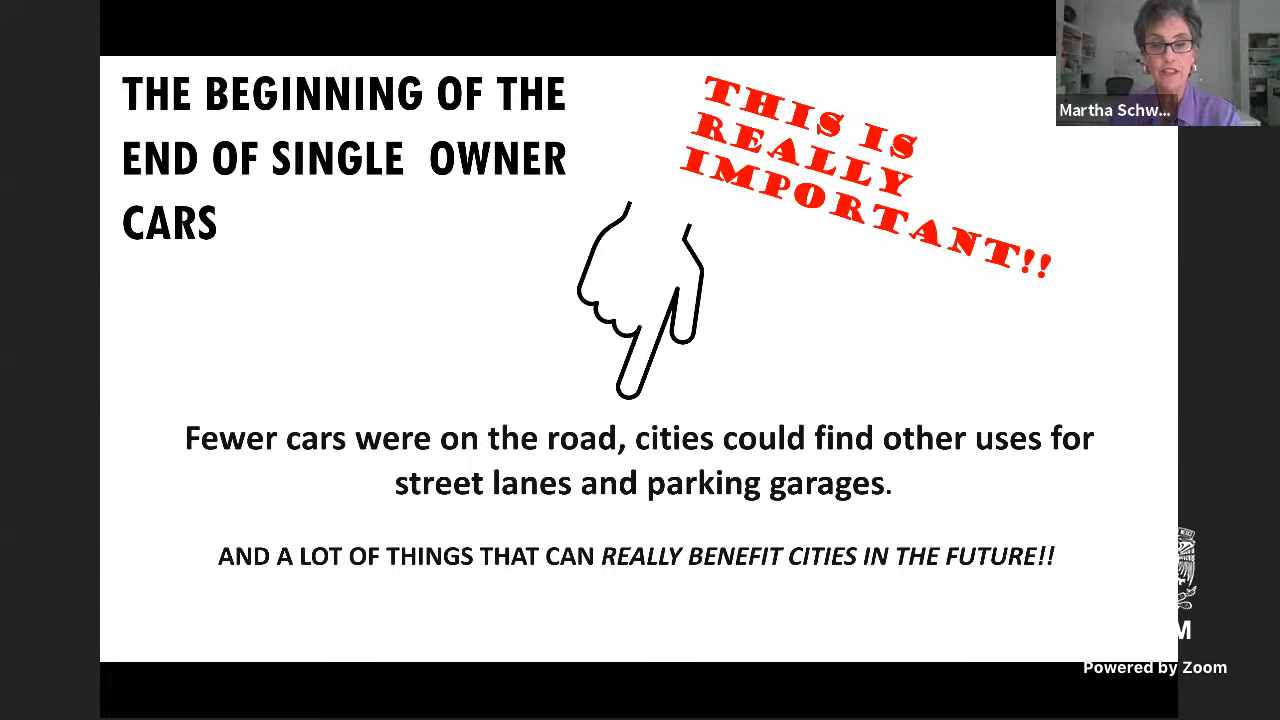 THE BEGINNING OF THE
END OF SINGLE OWNER
CARS
THIS IS
REALLY
IMPORTANT!!
Martha Schw...
Fewer cars were on the road, cities could find other uses for
street lanes and parking garages.
AND A LOT OF THINGS THAT CAN REALLY BENEFIT CITIES IN THE FUTURE!!
M
Powered by Zoom